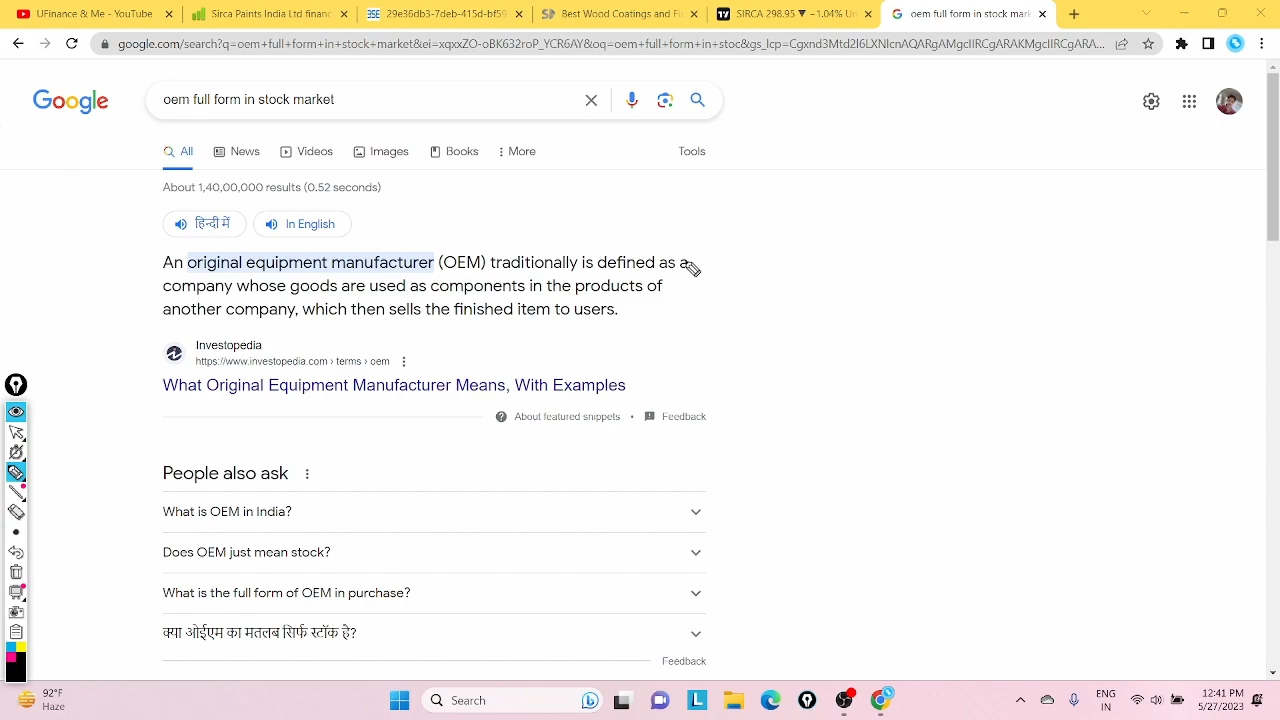 UFinance & Me - YouTube
Sirca Paints India Ltd financ
29e36db3-7deb-415d-bf59
Best Wood Coatings and Fi
SIRCA 298.95 ▼ −1.04% Un
oem full form in stock mark
google.com/search?q=oem+full+form+in+stock+market&ei=
Google
oem full form in stock market
All
News
Videos
Images
Books
More
Tools
About 1,40,00,000 results (0.52 seconds)
हिन्दी में
In English
An original equipment manufacturer (OEM) traditionally is defined as a
company whose goods are used as components in the products of
another company, which then sells the finished item to users.
Investopedia
https://www.investopedia.com › terms › oem
What Original Equipment Manufacturer Means, With Examples
About featured snippets • Feedback
People also ask
What is OEM in India?
Does OEM just mean stock?
What is the full form of OEM in purchase?
क्या ओईएम का मतलब सिर्फ स्टॉक है?
Feedback
92°F
Haze
Search
ENG
IN
12:41 PM
5/27/2023